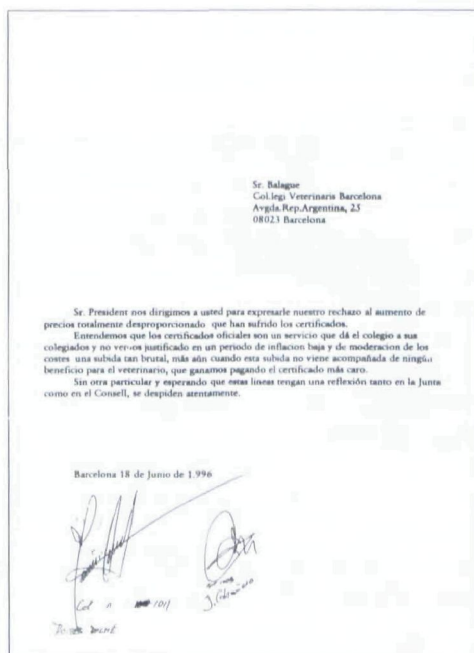 Sr. Balague
Col.legi Veterinaria Barcelona
Avgda.Rep.Argentina, 25
08023 Barcelona
Sr. President nos dirigimos a usted para expresarle nuestro rechazo al aumento de
precios totalmente desproporcionado que han sufrido los certificados.
Entendemos que los certificados oficiales son un servicio que dá el colegio a sus
colegiados y no vemos justificado en un periodo de inflacion baja y de moderacion de los
costes una subida tan brutal, más aún cuando esta subida no viene acompañada de ningún
beneficio para el veterinario, que ganamos pagando el certificado más caro.
Sin otra particular y esperando que estas lineas tengan una reflexión tanto en la Junta
como en el Consell, se despiden atentamente.
Barcelona 18 de Junio de 1.996
Col n 1011
J.